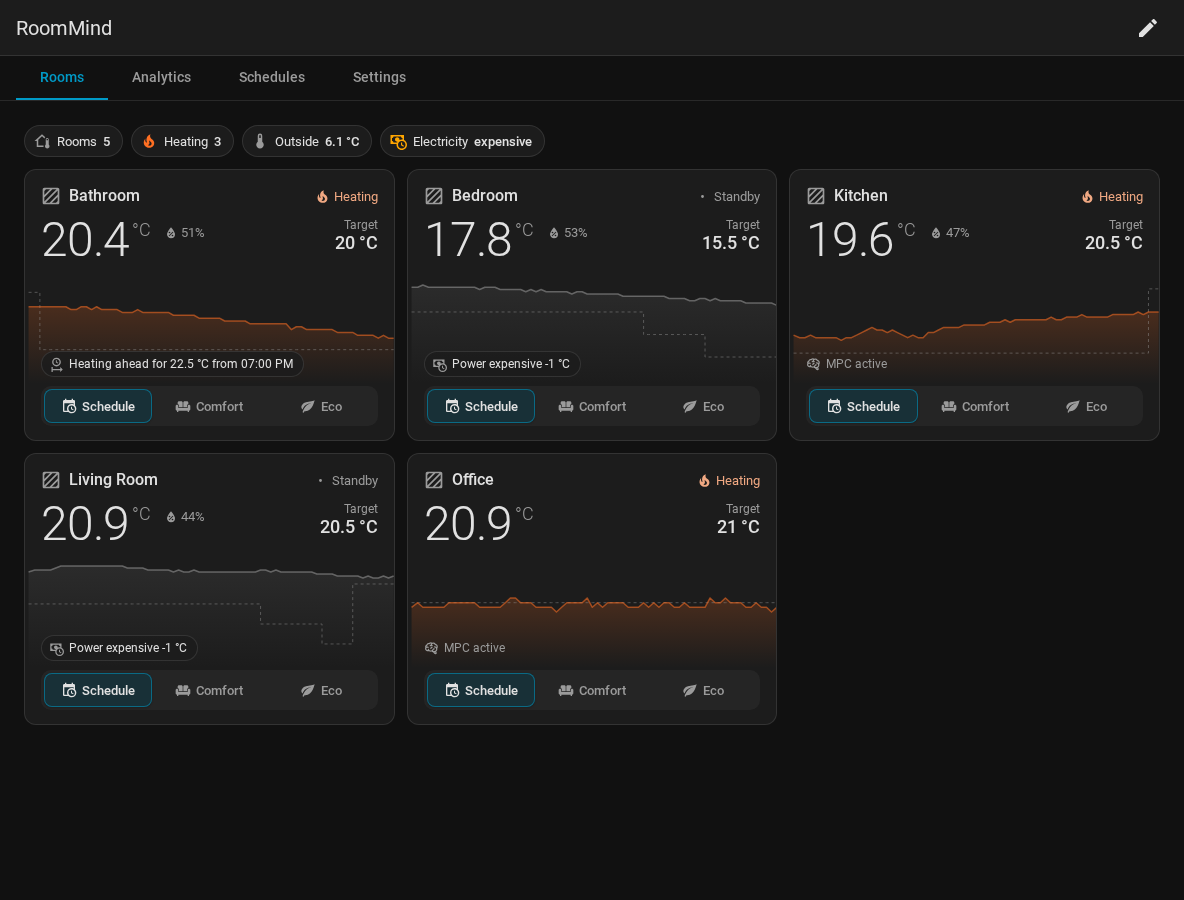 RoomMind
Rooms Analytics Schedules Settings
Rooms 5 Heating 3 Outside 6.1 °C Electricity expensive
Bathroom Heating
20.4 °C 51% Target
20 °C
Heating ahead for 22.5 °C from 07:00 PM
Schedule Comfort Eco
Bedroom • Standby
17.8 °C 53% Target
15.5 °C
Power expensive -1 °C
Schedule Comfort Eco
Kitchen Heating
19.6 °C 47% Target
20.5 °C
MPC active
Schedule Comfort Eco
Living Room • Standby
20.9 °C 44% Target
20.5 °C
Power expensive -1 °C
Schedule Comfort Eco
Office Heating
20.9 °C Target
21 °C
MPC active
Schedule Comfort Eco